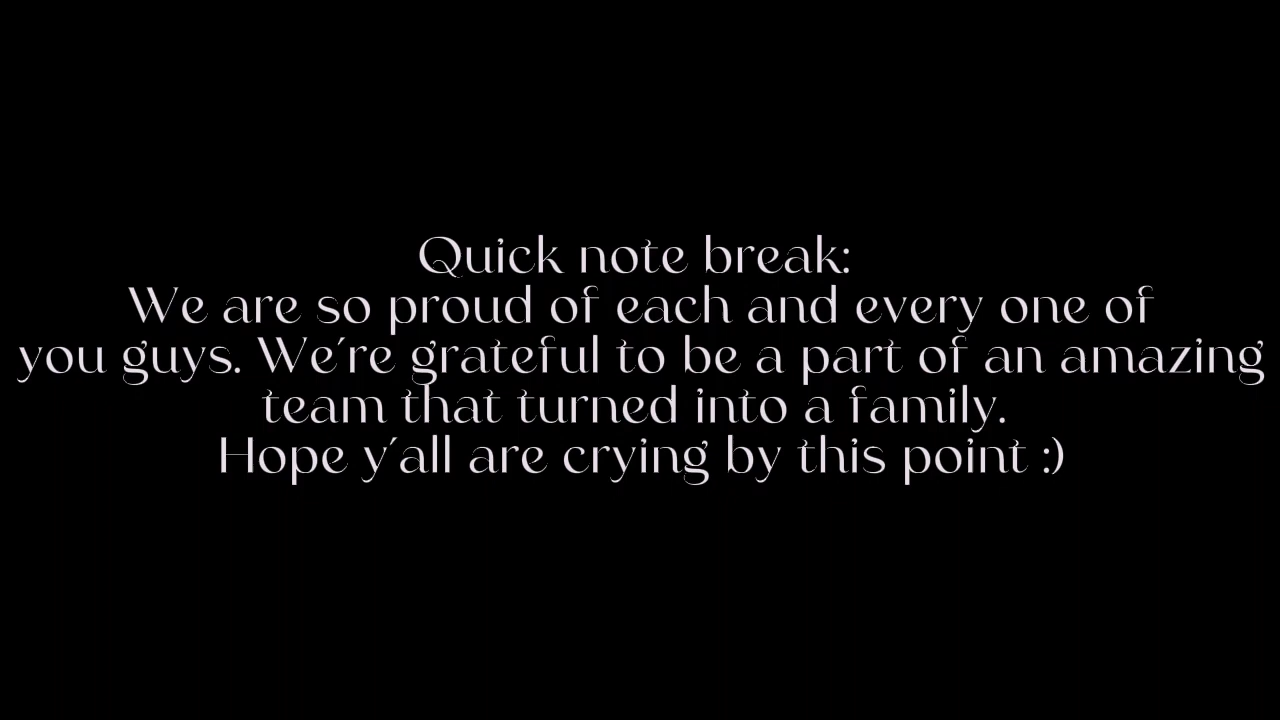 Quick note break:
We are so proud of each and every one of
you guys. We're grateful to be a part of an amazing
team that turned into a family.
Hope y'all are crying by this point :)